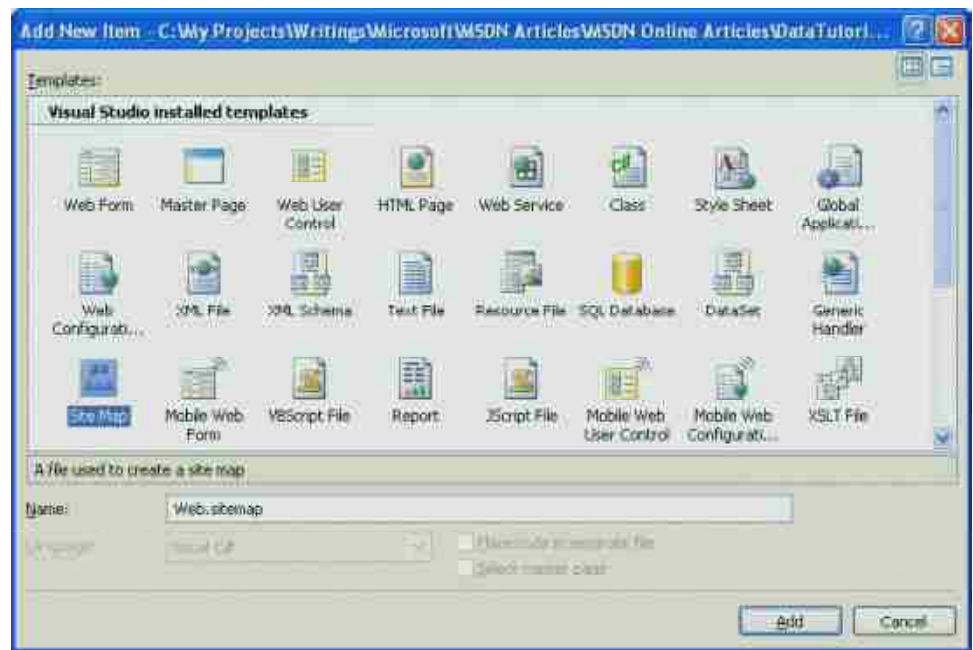 Add New Item - C:\My Projects\Writings\Microsoft\MSDN Articles\MSDN Online Articles\DataTutori...
Templates:
Visual Studio installed templates
Web Form
Master Page
Web User
Control
HTML Page
Web Service
Class
Style Sheet
Global
Applicati...
Web
Configurati...
XML File
XML Schema
Text File
Resource File
SQL Database
DataSet
Generic
Handler
Site Map
Mobile Web
Form
VBScript File
Report
JScript File
Mobile Web
User Control
Mobile Web
Configurati...
XSLT File
A file used to create a site map
Name:
Web.sitemap
Language:
Visual C#
Place code in separate file
Select master page
Add
Cancel